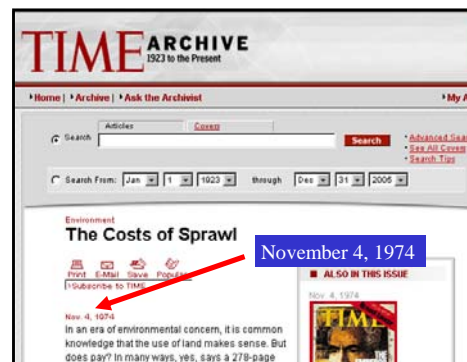 TIME ARCHIVE
1923 to the Present
Home | Archive | Ask the Archivist
My A
Articles Covers
Search Search
Advanced Sear
See All Covers
Search Tips
Search From: Jan 1 1923 through Dec 31 2006
Environment
The Costs of Sprawl
November 4, 1974
Print E-Mail Save Popular
Subscribe to TIME
ALSO IN THIS ISSUE
Nov. 4, 1974
Nov. 4, 1974
TIME
In an era of environmental concern, it is common
knowledge that the use of land makes sense. But
does pay? In many ways, yes, says a 278-page